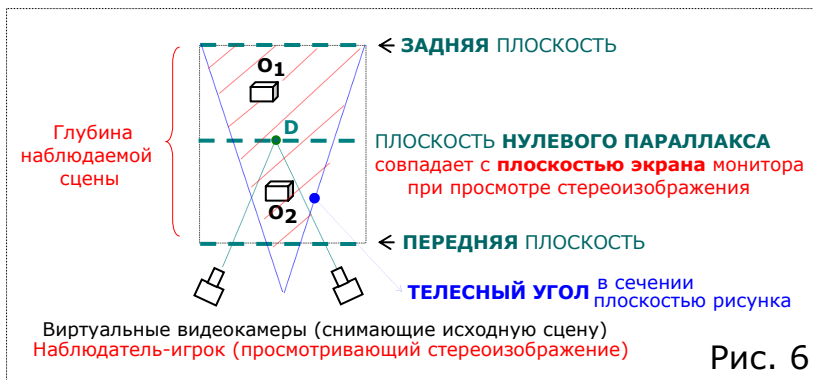 ЗАДНЯЯ ПЛОСКОСТЬ
O1
D
Глубина
наблюдаемой
сцены
ПЛОСКОСТЬ НУЛЕВОГО ПАРАЛЛАКСА
совпадает с плоскостью экрана монитора
при просмотре стереоизображения
O2
ПЕРЕДНЯЯ ПЛОСКОСТЬ
ТЕЛЕСНЫЙ УГОЛ в сечении
плоскостью рисунка
Виртуальные видеокамеры (снимающие исходную сцену)
Наблюдатель-игрок (просмотривающий стереоизображение)
Рис. 6